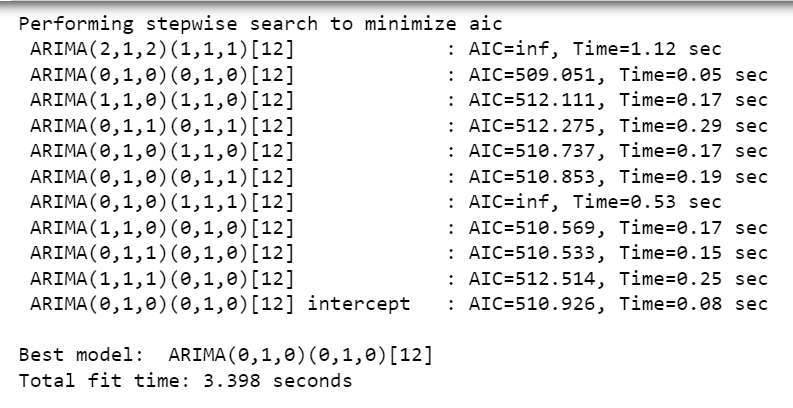 Performing stepwise search to minimize aic
 ARIMA(2,1,2)(1,1,1)[12]             : AIC=inf, Time=1.12 sec
 ARIMA(0,1,0)(0,1,0)[12]             : AIC=509.051, Time=0.05 sec
 ARIMA(1,1,0)(1,1,0)[12]             : AIC=512.111, Time=0.17 sec
 ARIMA(0,1,1)(0,1,1)[12]             : AIC=512.275, Time=0.29 sec
 ARIMA(0,1,0)(1,1,0)[12]             : AIC=510.737, Time=0.17 sec
 ARIMA(0,1,0)(0,1,1)[12]             : AIC=510.853, Time=0.19 sec
 ARIMA(0,1,0)(1,1,1)[12]             : AIC=inf, Time=0.53 sec
 ARIMA(1,1,0)(0,1,0)[12]             : AIC=510.569, Time=0.17 sec
 ARIMA(0,1,1)(0,1,0)[12]             : AIC=510.533, Time=0.15 sec
 ARIMA(1,1,1)(0,1,0)[12]             : AIC=512.514, Time=0.25 sec
 ARIMA(0,1,0)(0,1,0)[12] intercept   : AIC=510.926, Time=0.08 sec

Best model:  ARIMA(0,1,0)(0,1,0)[12]
Total fit time: 3.398 seconds